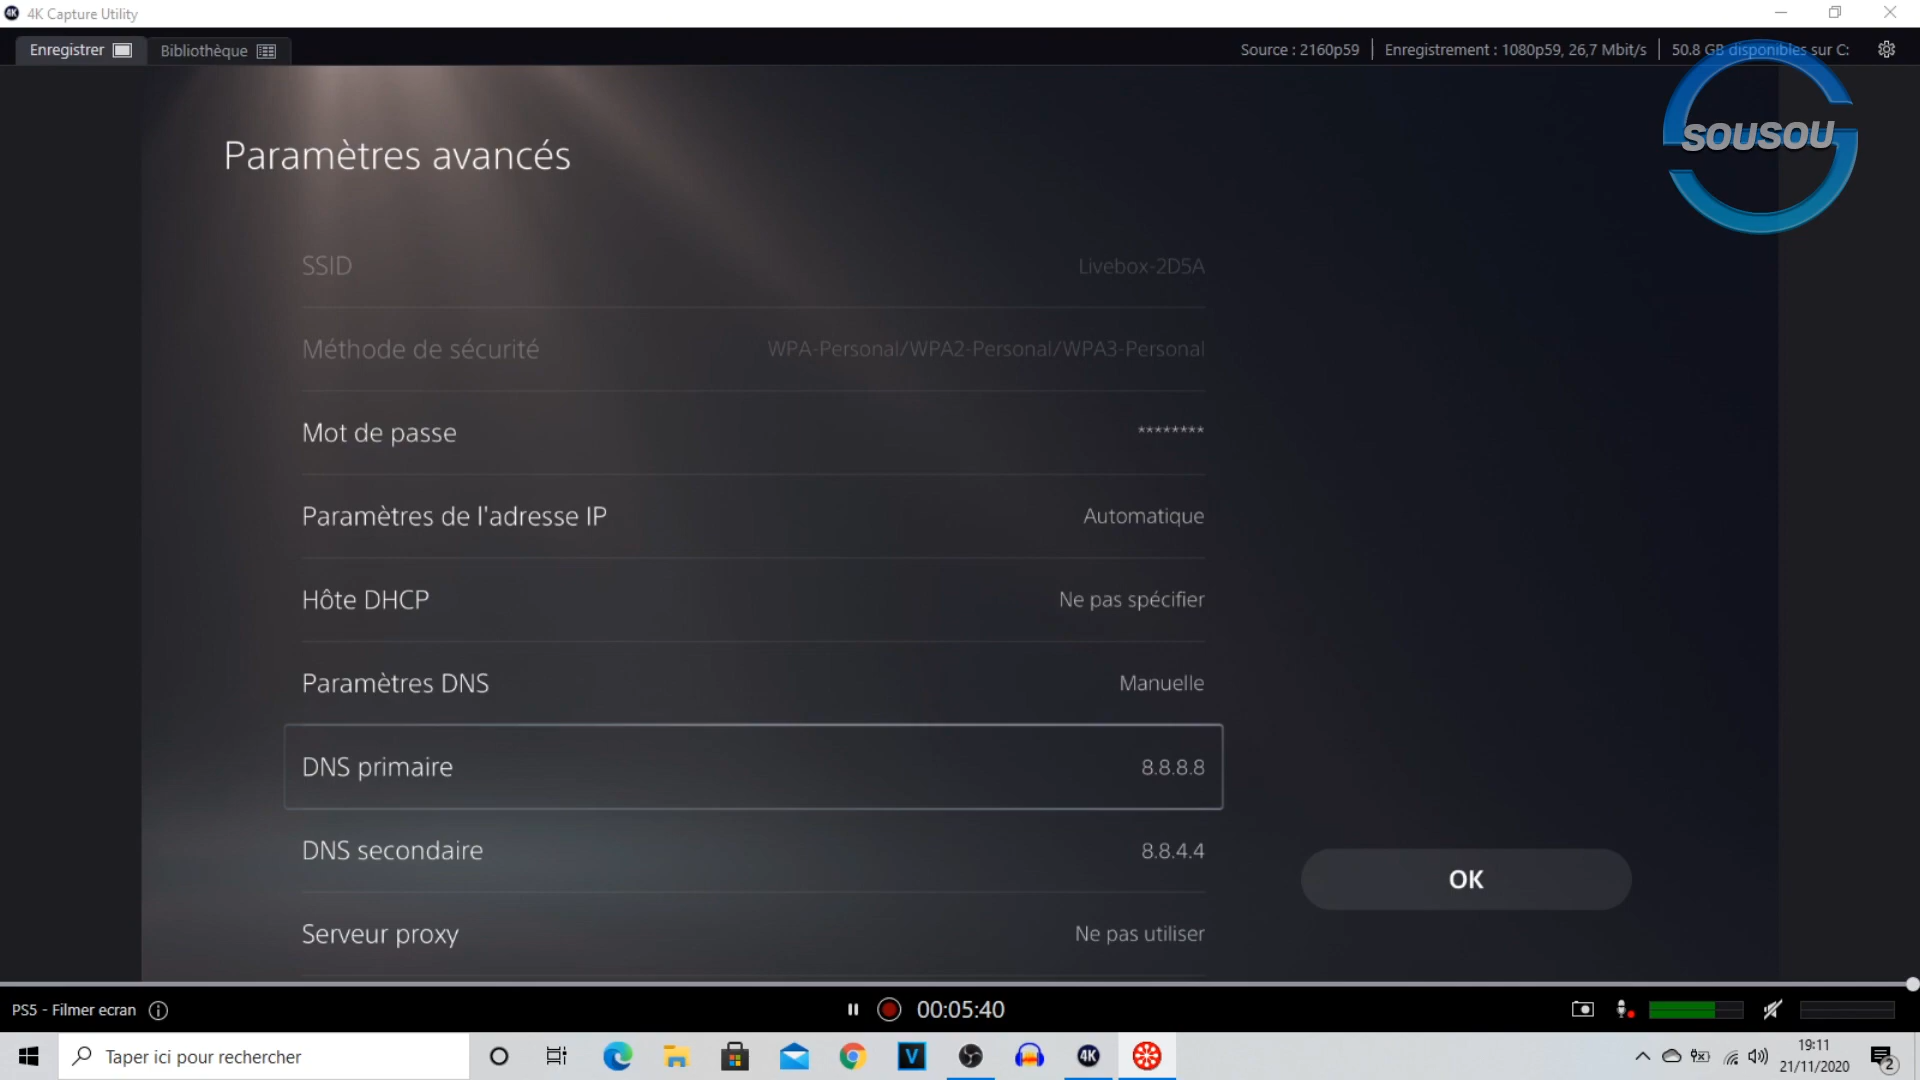 4K Capture Utility
Enregistrer
Bibliothèque
Source : 2160p59
Enregistrement : 1080p59, 26,7 Mbit/s
50.8 GB disponibles sur C:
SOUSOU
Paramètres avancés
SSID Livebox-2D5A
Méthode de sécurité WPA-Personal/WPA2-Personal/WPA3-Personal
Mot de passe ********
Paramètres de l'adresse IP Automatique
Hôte DHCP Ne pas spécifier
Paramètres DNS Manuelle
DNS primaire 8.8.8.8
DNS secondaire 8.8.4.4
OK
Serveur proxy Ne pas utiliser
PS5 - Filmer ecran
00:05:40
Taper ici pour rechercher
V
4K
19:11
21/11/2020
2